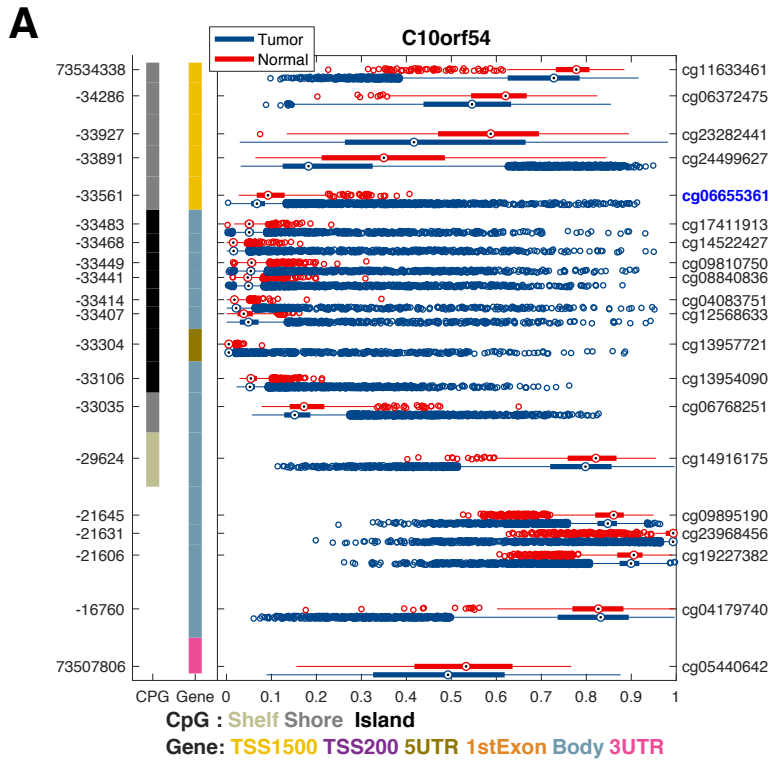 A
C10orf54
Tumor
Normal
73534338 cg11633461
-34286 cg06372475
-33927 cg23282441
-33891 cg24499627
-33561 cg06655361
-33483 cg17411913
-33468 cg14522427
-33449 cg09810750
-33441 cg08840836
-33414 cg04083751
-33407 cg12568633
-33304 cg13957721
-33106 cg13954090
-33035 cg06768251
-29624 cg14916175
-21645 cg09895190
-21631 cg23968456
-21606 cg19227382
-16760 cg04179740
73507806 cg05440642
CPG Gene 0 0.1 0.2 0.3 0.4 0.5 0.6 0.7 0.8 0.9 1
CpG : Shelf Shore Island
Gene: TSS1500 TSS200 5UTR 1stExon Body 3UTR